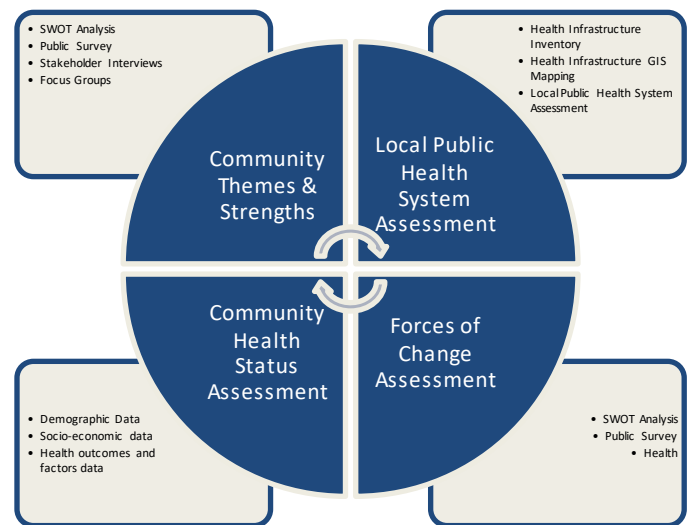 • SWOT Analysis
• Public Survey
• Stakeholder Interviews
• Focus Groups
• Health Infrastructure
Inventory
• Health Infrastructure GIS
Mapping
• Local Public Health System
Assessment
Community
Themes &
Strengths
Local Public
Health
System
Assessment
Community
Health
Status
Assessment
Forces of
Change
Assessment
• Demographic Data
• Socio-economic data
• Health outcomes and
factors data
• SWOT Analysis
• Public Survey
• Health